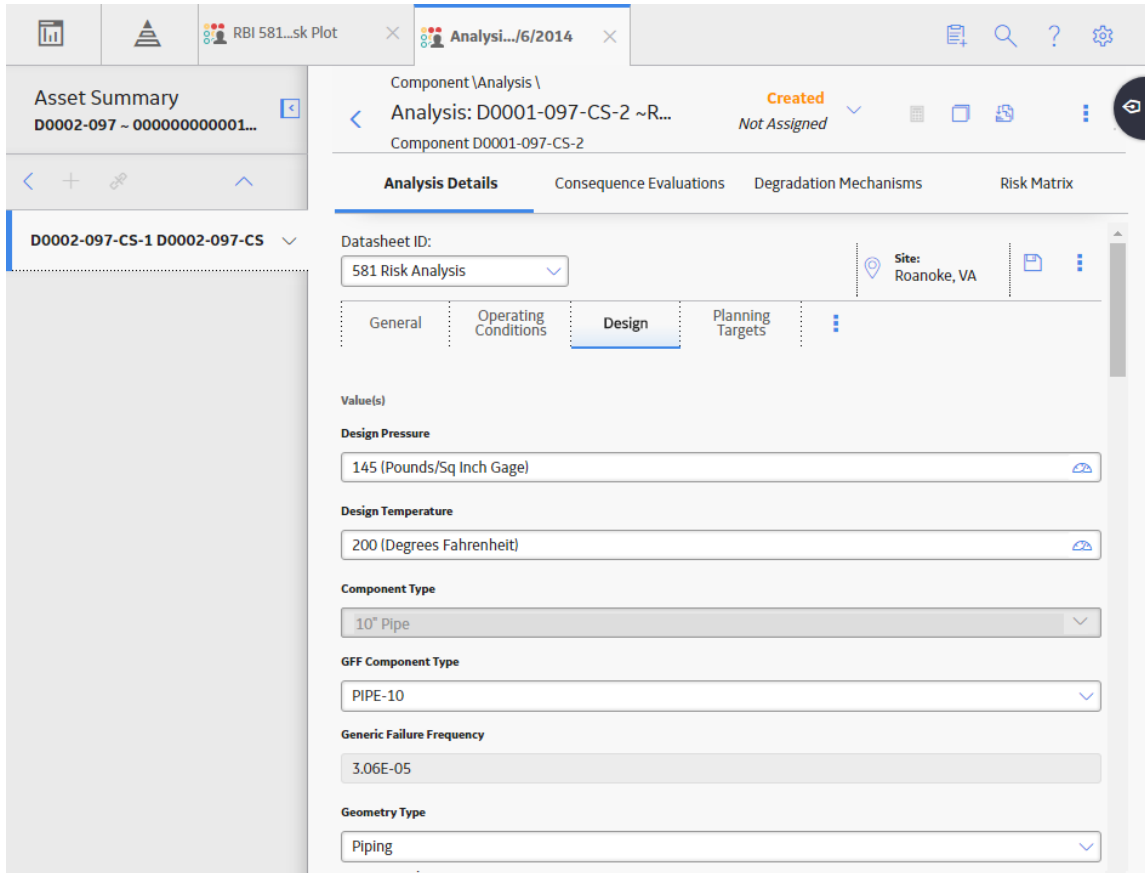 RBI 581...sk Plot
Analysi.../6/2014
Asset Summary
D0002-097 ~ 000000000001...
Component \Analysis \
Analysis: D0001-097-CS-2 ~R...
Component D0001-097-CS-2
Created
Not Assigned
Analysis Details
Consequence Evaluations
Degradation Mechanisms
Risk Matrix
D0002-097-CS-1 D0002-097-CS
Datasheet ID:
581 Risk Analysis
Site:
Roanoke, VA
General
Operating
Conditions
Design
Planning
Targets
Value(s)
Design Pressure
145 (Pounds/Sq Inch Gage)
Design Temperature
200 (Degrees Fahrenheit)
Component Type
10" Pipe
GFF Component Type
PIPE-10
Generic Failure Frequency
3.06E-05
Geometry Type
Piping